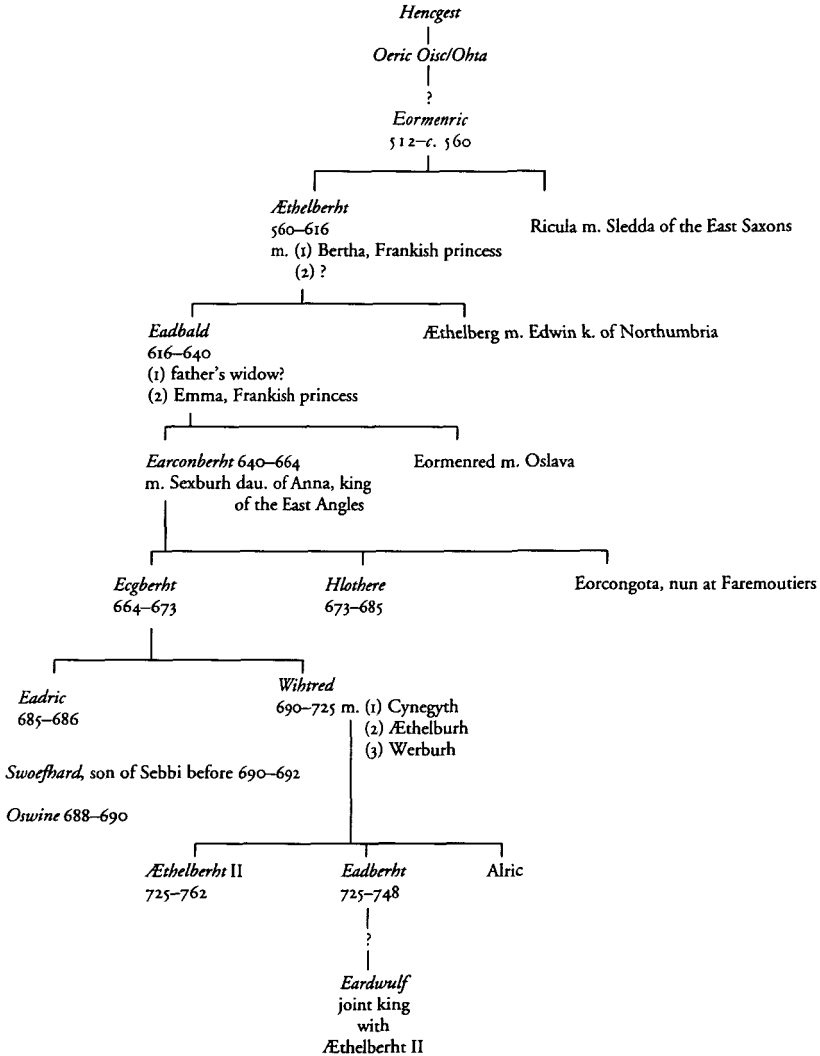 Hencgest
Oeric Oisc/Ohta
?
Eormenric
512–c. 560
Æthelberht
560–616
m. (1) Bertha, Frankish princess
(2) ?
Ricula m. Sledda of the East Saxons
Eadbald
616–640
(1) father's widow?
(2) Emma, Frankish princess
Æthelberg m. Edwin k. of Northumbria
Earconberht 640–664
m. Sexburh dau. of Anna, king
of the East Angles
Eormenred m. Oslava
Ecgberht
664–673
Hlothere
673–685
Eorcongota, nun at Faremoutiers
Eadric
685–686
Wihtred
690–725 m. (1) Cynegyth
(2) Æthelburh
(3) Werburh
Swoefhard, son of Sebbi before 690–692
Oswine 688–690
Æthelberht II
725–762
Eadberht
725–748
Alric
?
Eardwulf
joint king
with
Æthelberht II